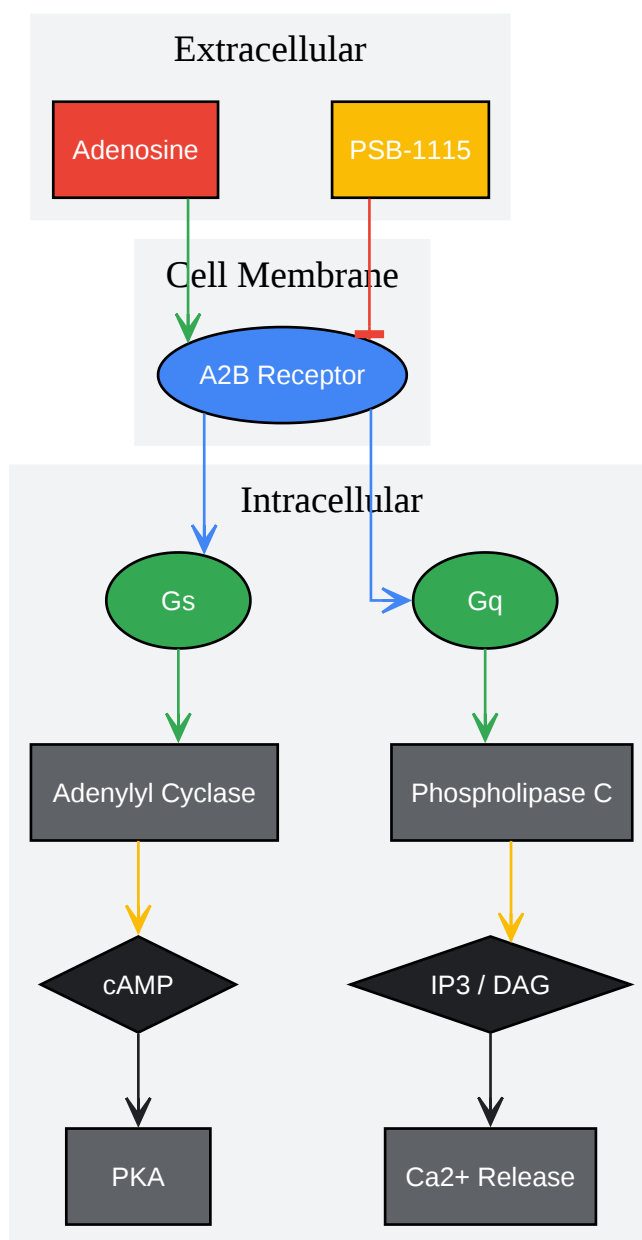 Extracellular
Adenosine
PSB-1115
Cell Membrane
A2B Receptor
Intracellular
Gs
Gq
Adenylyl Cyclase
Phospholipase C
cAMP
IP3 / DAG
PKA
Ca2+ Release